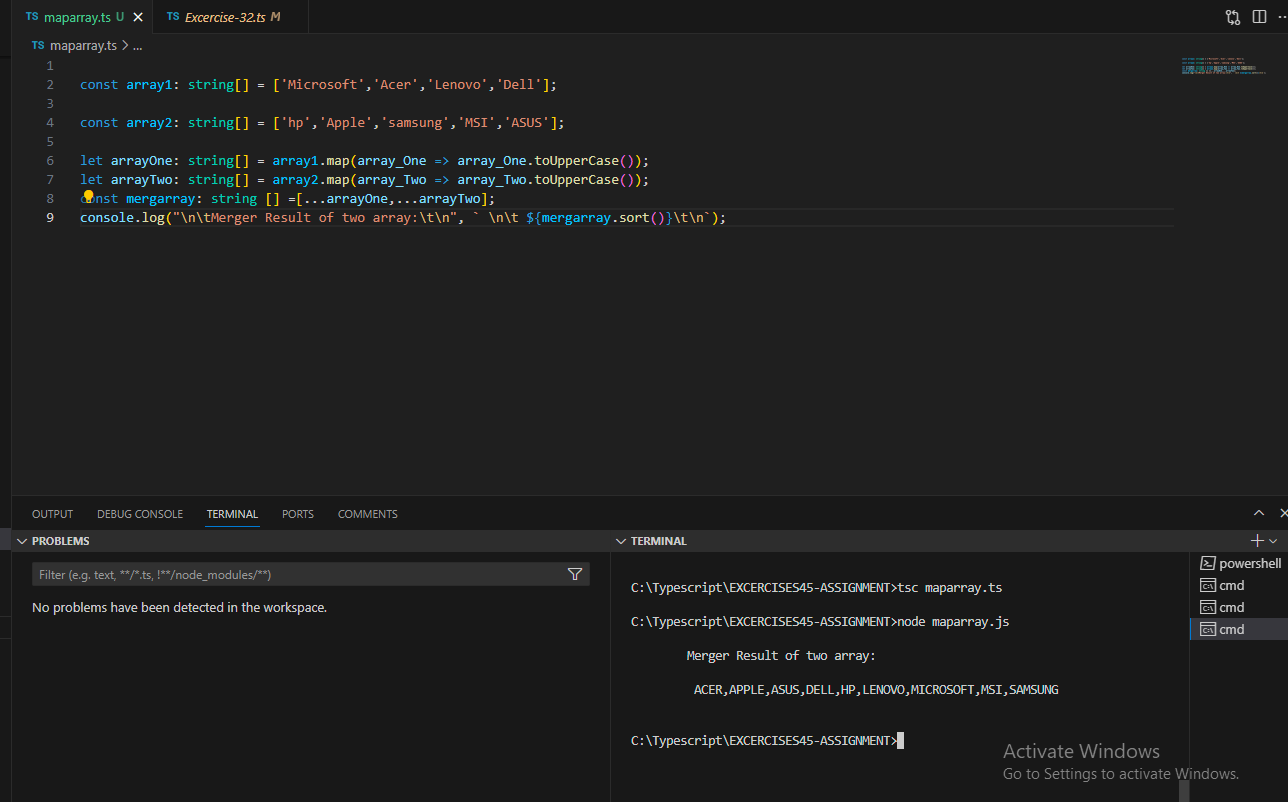 TS maparray.ts U TS Excercise-32.ts M
TS maparray.ts > ...
1
2 const array1: string[] = ['Microsoft','Acer','Lenovo','Dell'];
3
4 const array2: string[] = ['hp','Apple','samsung','MSI','ASUS'];
5
6 let arrayOne: string[] = array1.map(array_One => array_One.toUpperCase());
7 let arrayTwo: string[] = array2.map(array_Two => array_Two.toUpperCase());
8 const mergarray: string [] =[...arrayOne,...arrayTwo];
9 console.log("\n\tMerger Result of two array:\t\n", ` \n\t ${mergarray.sort()}\t\n`);
OUTPUT DEBUG CONSOLE TERMINAL PORTS COMMENTS
PROBLEMS
Filter (e.g. text, **/*.ts, !**/node_modules/**)
No problems have been detected in the workspace.
TERMINAL
C:\Typescript\EXCERCISES45-ASSIGNMENT>tsc maparray.ts
C:\Typescript\EXCERCISES45-ASSIGNMENT>node maparray.js
Merger Result of two array:
ACER,APPLE,ASUS,DELL,HP,LENOVO,MICROSOFT,MSI,SAMSUNG
C:\Typescript\EXCERCISES45-ASSIGNMENT>
powershell
cmd
cmd
cmd
Activate Windows
Go to Settings to activate Windows.